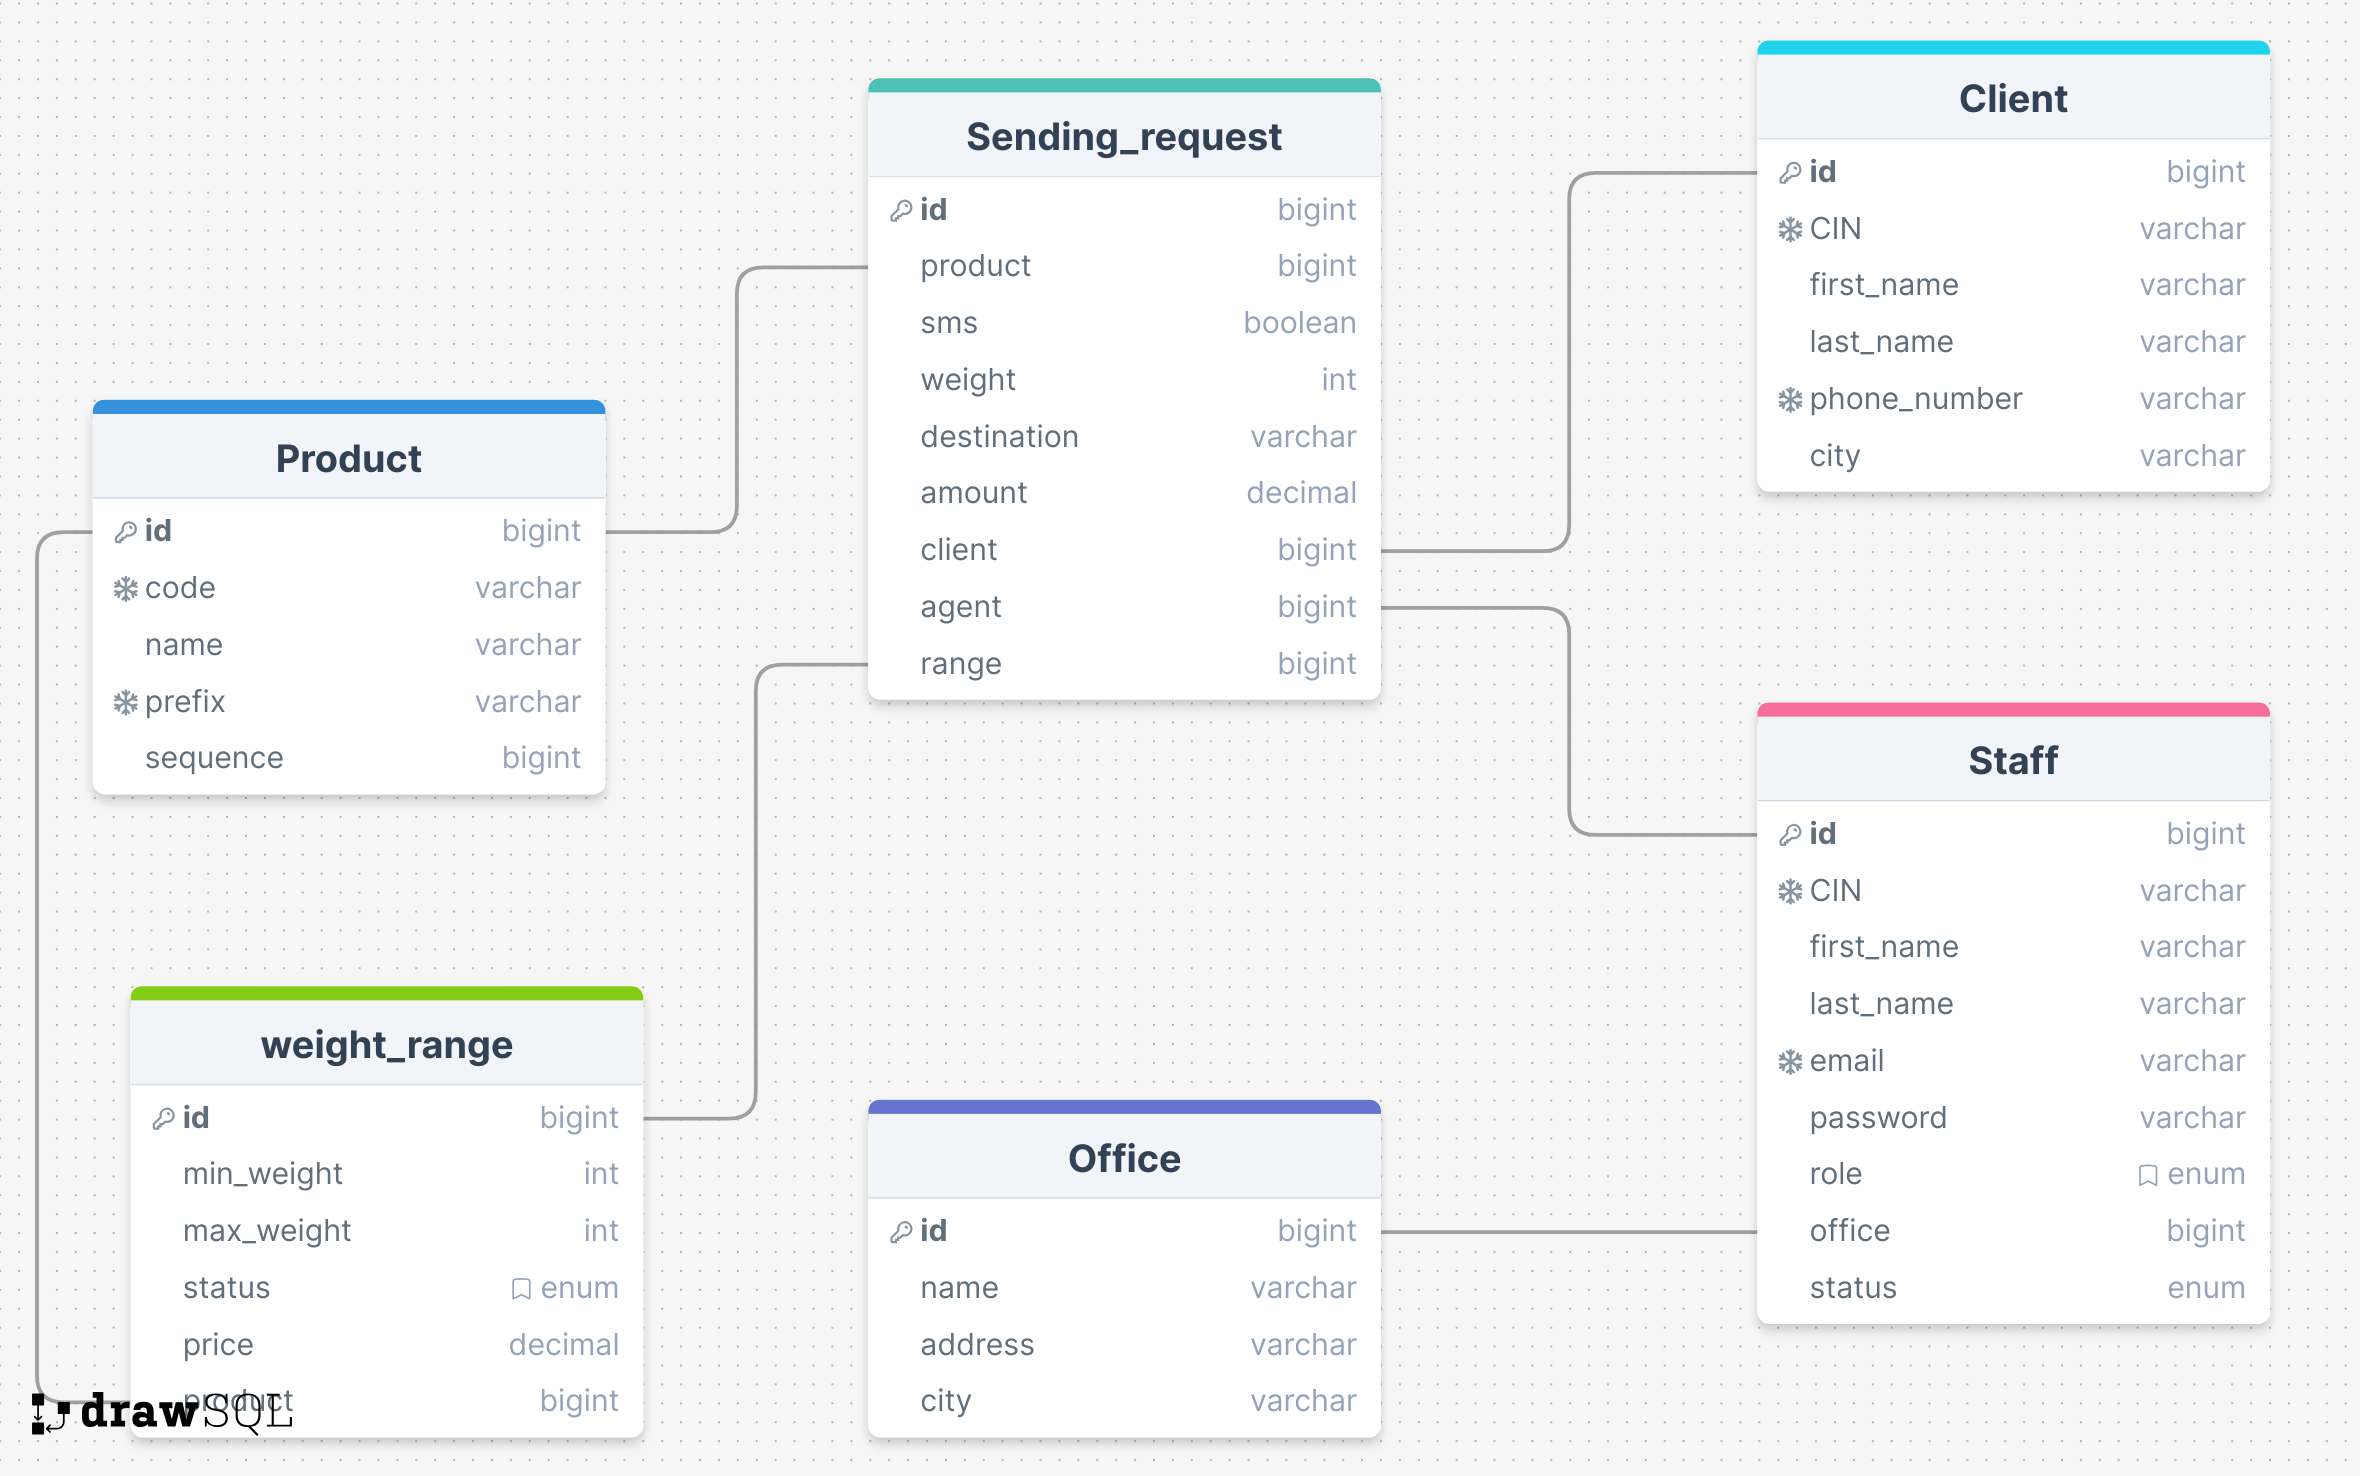 Sending_request
id bigint
product bigint
sms boolean
weight int
destination varchar
amount decimal
client bigint
agent bigint
range bigint
Client
id bigint
CIN varchar
first_name varchar
last_name varchar
phone_number varchar
city varchar
Product
id bigint
code varchar
name varchar
prefix varchar
sequence bigint
Staff
id bigint
CIN varchar
first_name varchar
last_name varchar
email varchar
password varchar
role enum
office bigint
status enum
weight_range
id bigint
min_weight int
max_weight int
status enum
price decimal
product bigint
Office
id bigint
name varchar
address varchar
city varchar
drawSQL